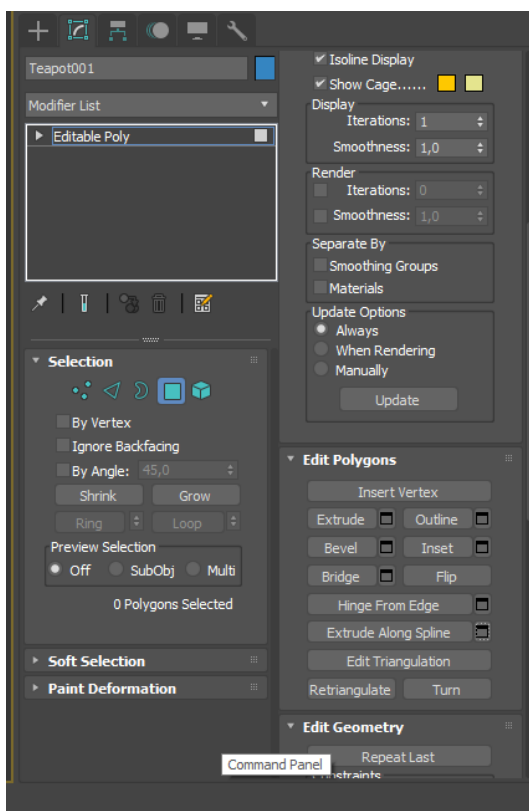 Teapot001
Modifier List
Editable Poly
Selection
By Vertex
Ignore Backfacing
By Angle: 45,0
Shrink Grow
Ring Loop
Preview Selection
Off SubObj Multi
0 Polygons Selected
Soft Selection
Paint Deformation
Isoline Display
Show Cage......
Display
Iterations: 1
Smoothness: 1,0
Render
Iterations: 0
Smoothness: 1,0
Separate By
Smoothing Groups
Materials
Update Options
Always
When Rendering
Manually
Update
Edit Polygons
Insert Vertex
Extrude Outline
Bevel Inset
Bridge Flip
Hinge From Edge
Extrude Along Spline
Edit Triangulation
Retriangulate Turn
Edit Geometry
Repeat Last
Constraints
Command Panel